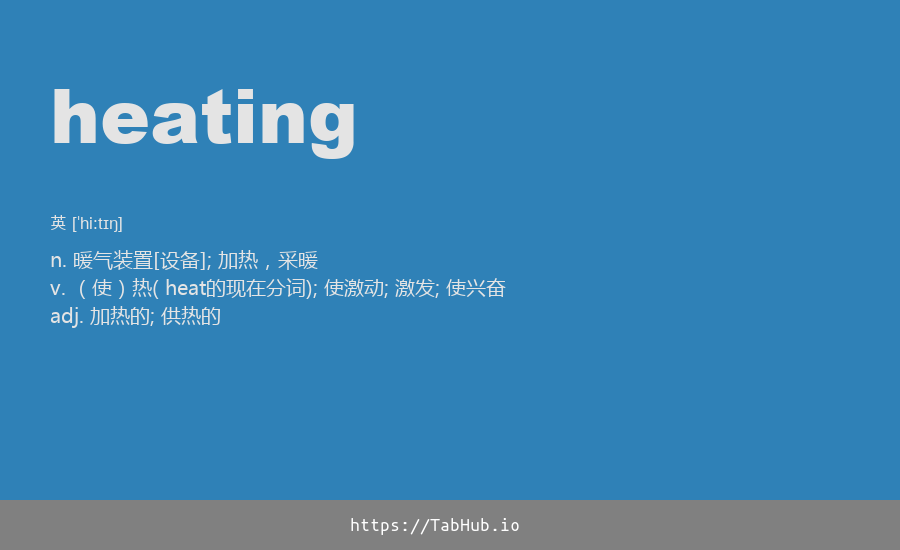 heating
英 [ˈhiːtɪŋ]
n. 暖气装置[设备]; 加热，采暖
v. （使）热( heat的现在分词); 使激动; 激发; 使兴奋
adj. 加热的; 供热的
https://TabHub.io